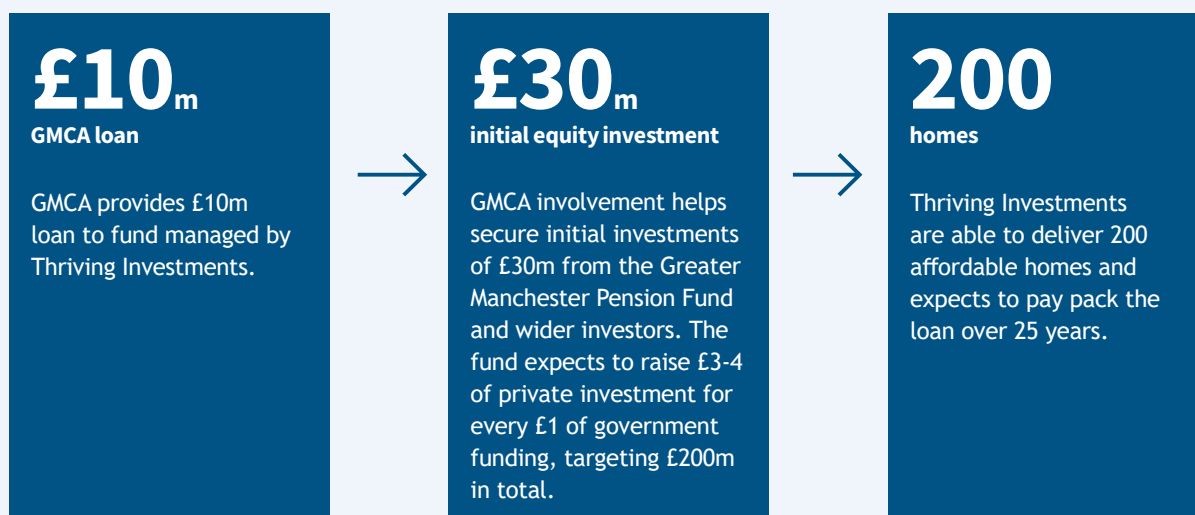 £10m
GMCA loan
GMCA provides £10m
loan to fund managed by
Thriving Investments.
£30m
initial equity investment
GMCA involvement helps
secure initial investments
of £30m from the Greater
Manchester Pension Fund
and wider investors. The
fund expects to raise £3-4
of private investment for
every £1 of government
funding, targeting £200m
in total.
200
homes
Thriving Investments
are able to deliver 200
affordable homes and
expects to pay pack the
loan over 25 years.